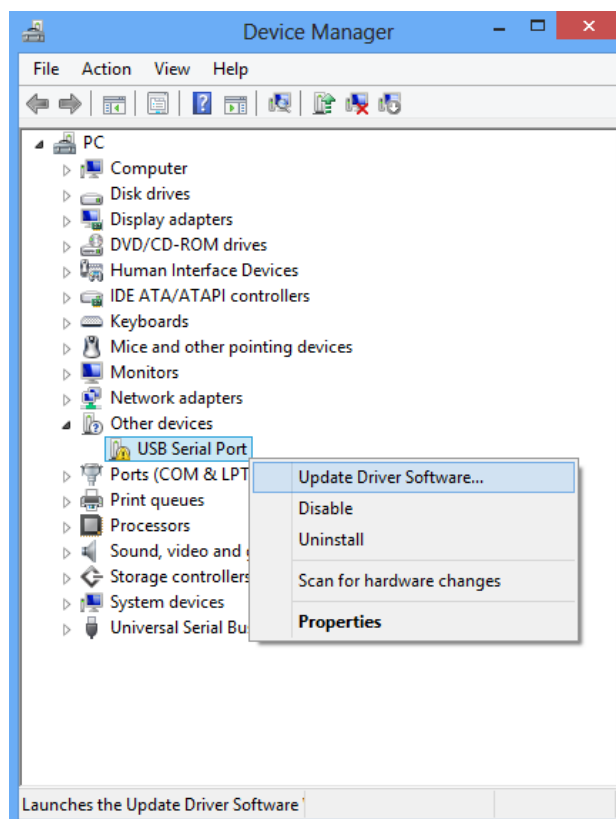 Device Manager
File Action View Help
PC
Computer
Disk drives
Display adapters
DVD/CD-ROM drives
Human Interface Devices
IDE ATA/ATAPI controllers
Keyboards
Mice and other pointing devices
Monitors
Network adapters
Other devices
USB Serial Port
Ports (COM & LPT
Print queues
Processors
Sound, video and
Storage controllers
System devices
Universal Serial Bu
Update Driver Software...
Disable
Uninstall
Scan for hardware changes
Properties
Launches the Update Driver Software